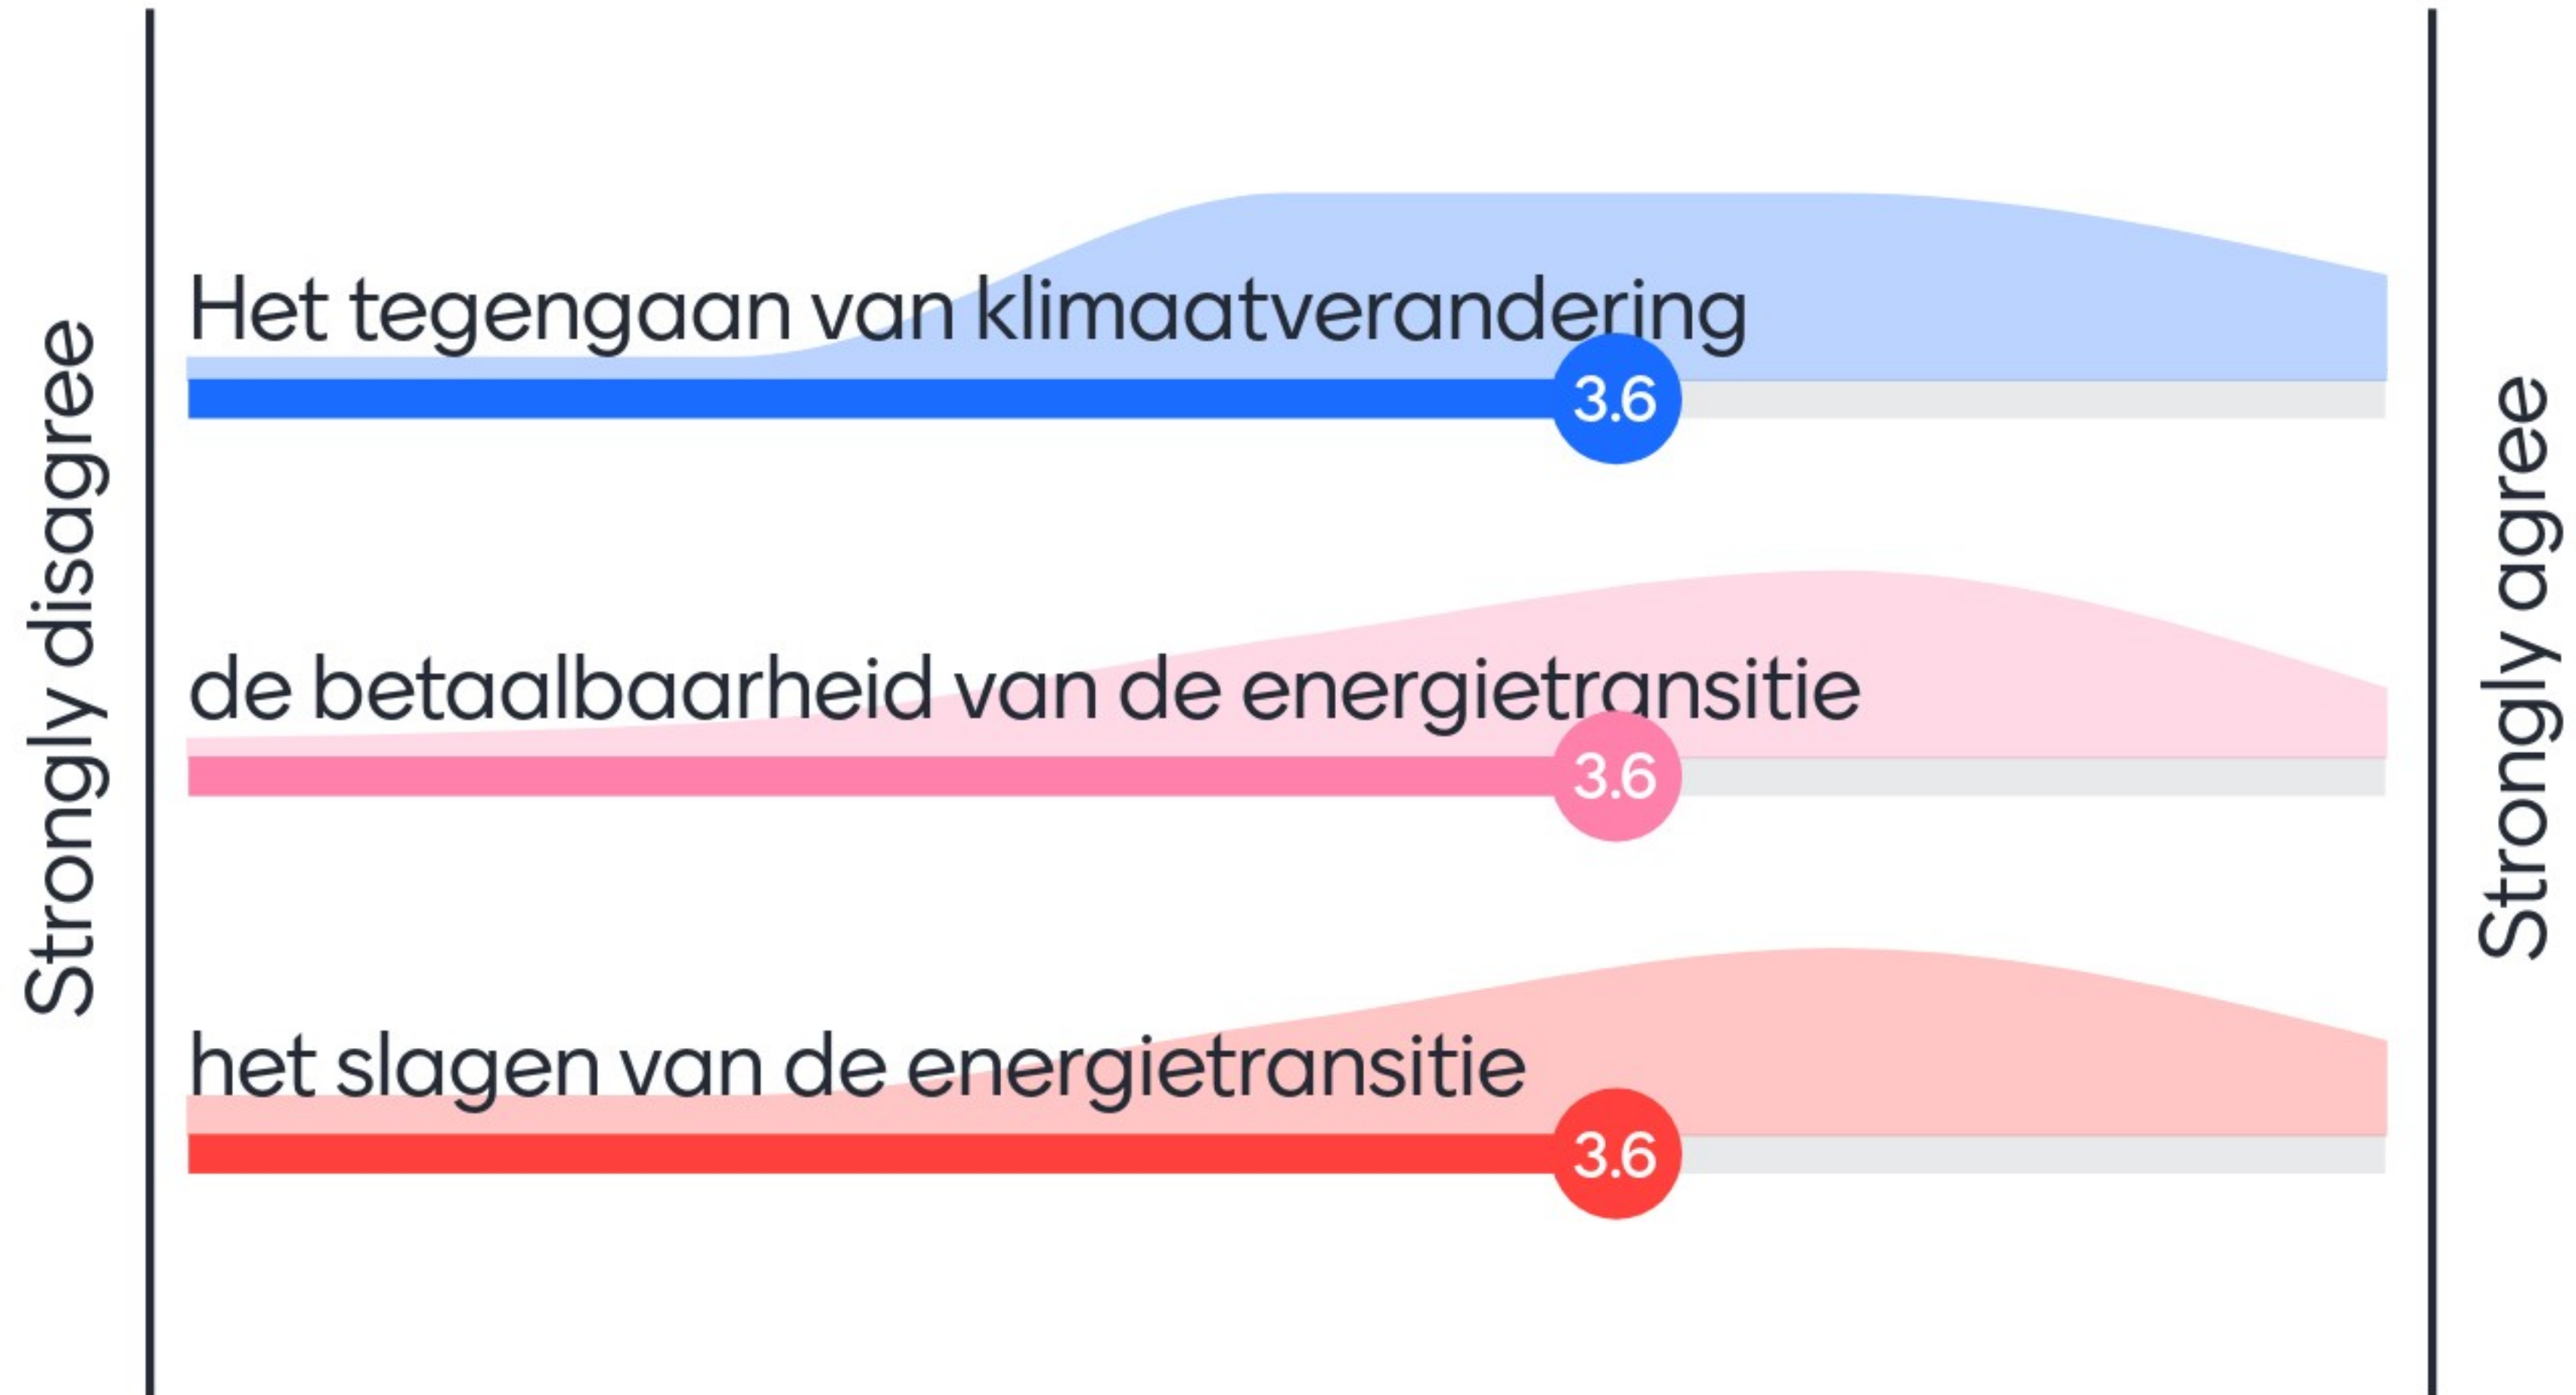 Strongly disagree
Het tegengaan van klimaatverandering
3.6
de betaalbaarheid van de energietransitie
3.6
het slagen van de energietransitie
3.6
Strongly agree